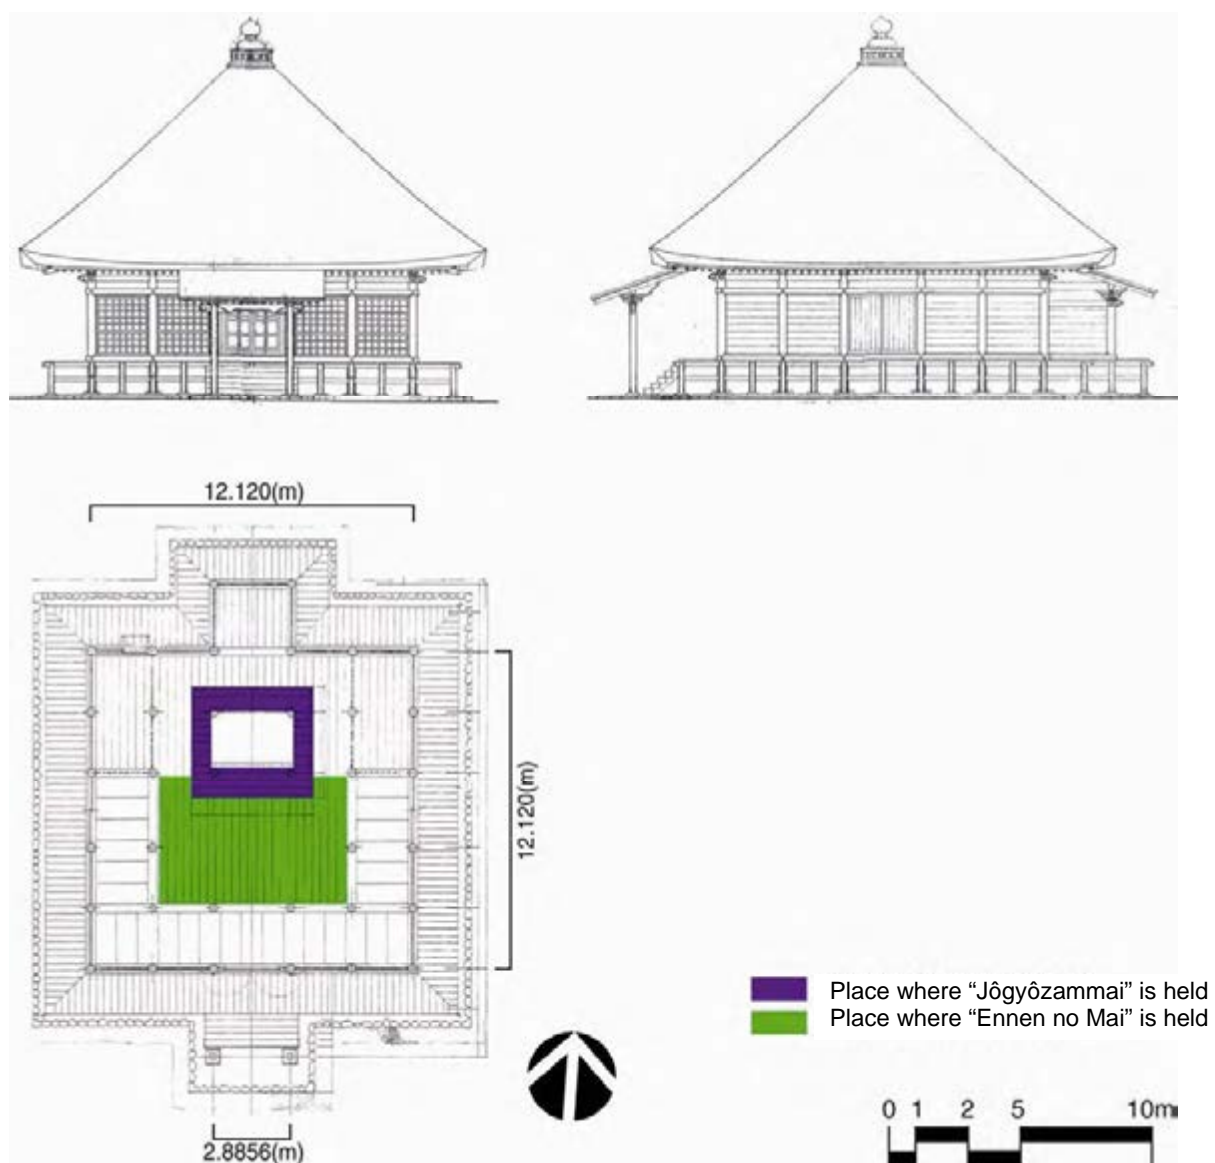 12.120(m)
12.120(m)
2.8856(m)
Place where “Jôgyôzammai” is held
Place where “Ennen no Mai” is held
0 1 2 5 10m